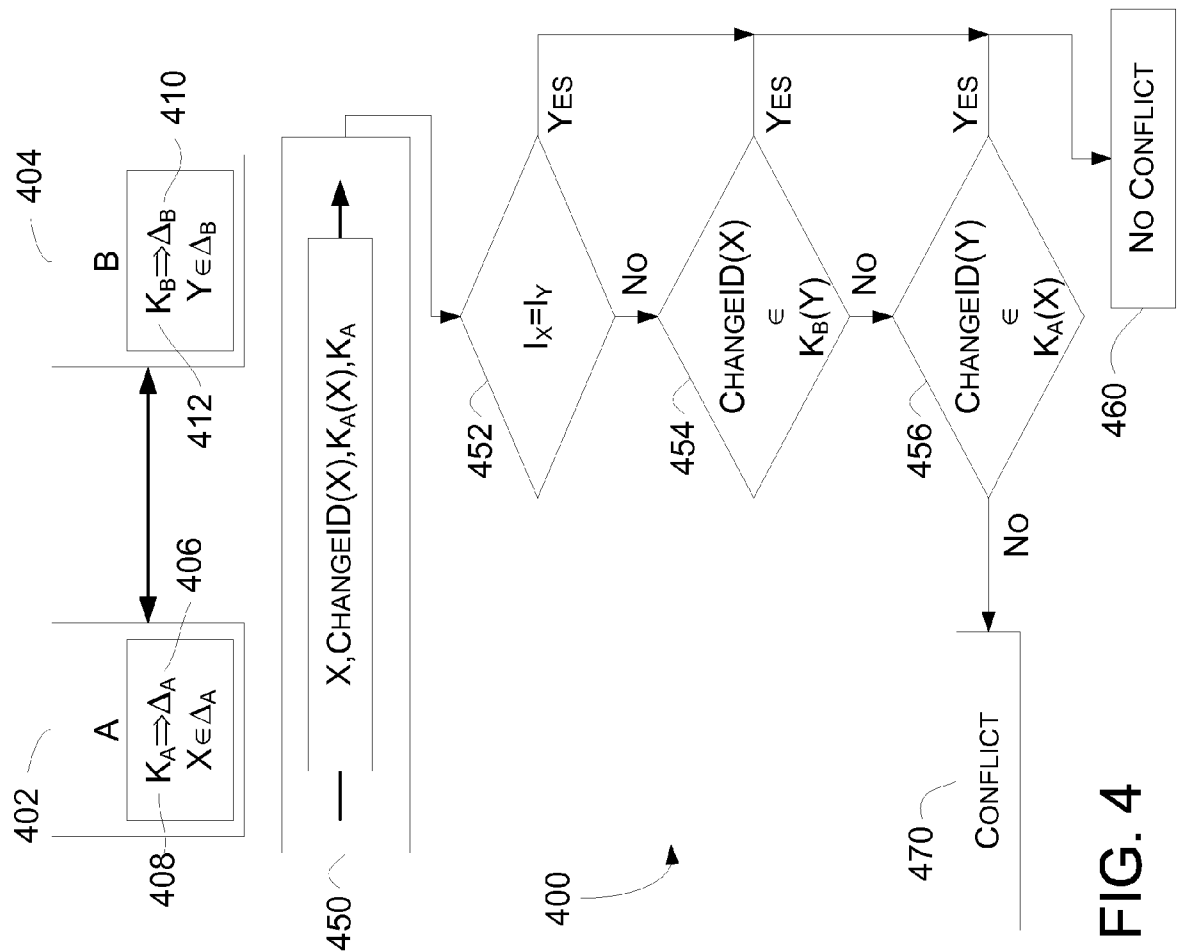 402
404
A
B
K_A⇒Δ_A
X∈Δ_A
406
408
K_B⇒Δ_B
Y∈Δ_B
410
412
450
X,CHANGEID(X),K_A(X),K_A
452
I_X=I_Y
YES
NO
454
CHANGEID(X)
∈
K_B(Y)
YES
NO
456
CHANGEID(Y)
∈
K_A(X)
YES
NO
400
470
CONFLICT
460
NO CONFLICT
FIG. 4